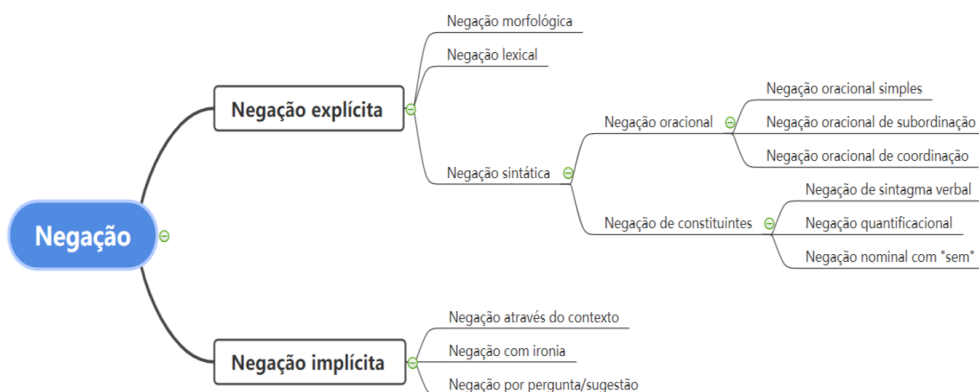 Negação
Negação explícita
Negação morfológica
Negação lexical
Negação sintática
Negação oracional
Negação oracional simples
Negação oracional de subordinação
Negação oracional de coordinação
Negação de constituintes
Negação de sintagma verbal
Negação quantificacional
Negação nominal com "sem"
Negação implícita
Negação através do contexto
Negação com ironia
Negação por pergunta/sugestão